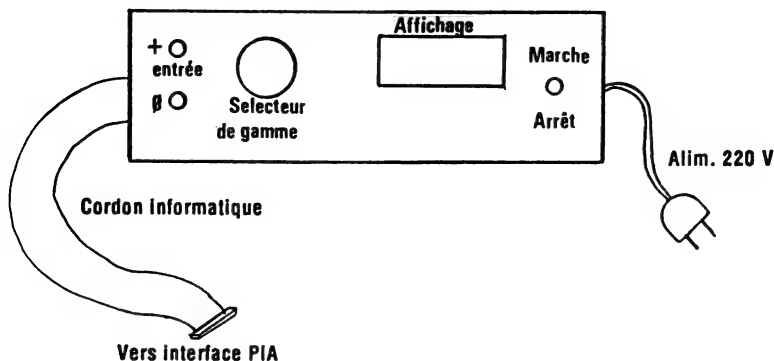 Affichage
+
entrée
Ø
Selecteur
de gamme
Marche
Arrêt
Alim. 220 V
Cordon informatique
Vers interface PIA